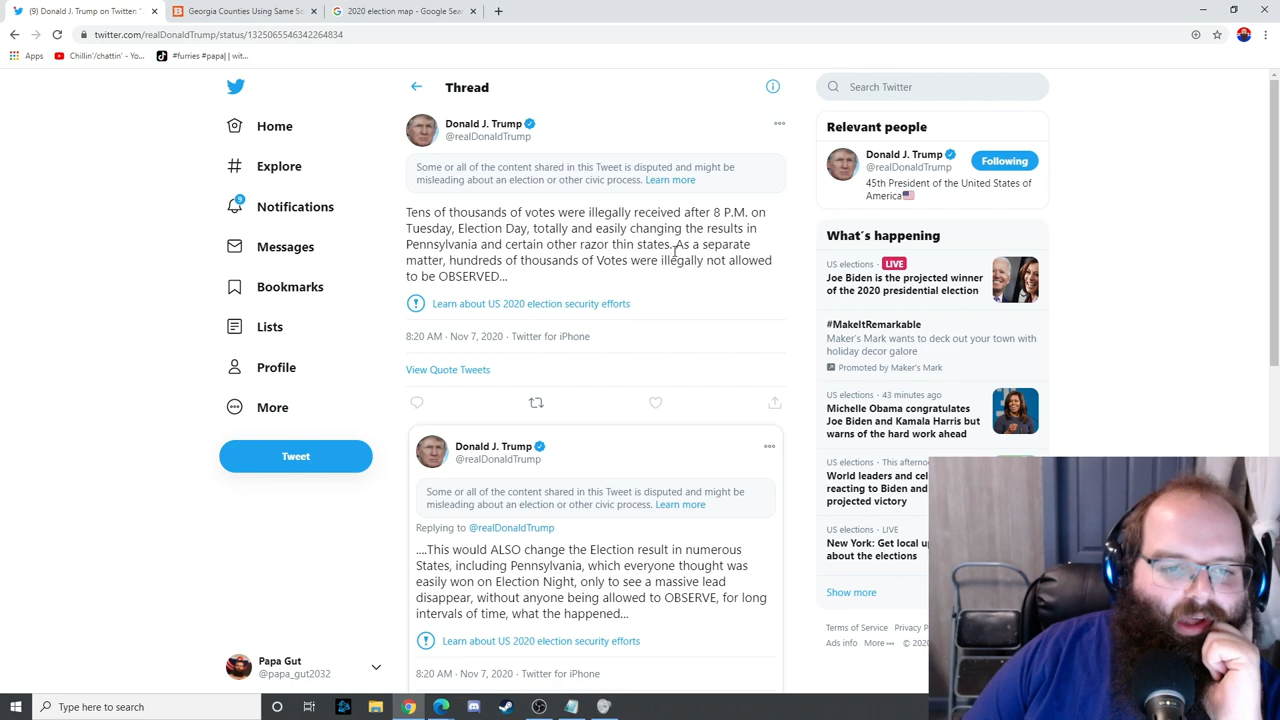 (9) Donald J. Trump on Twitter: "
Georgia Counties Using Same So
2020 election map - Google Sea
twitter.com/realDonaldTrump/status/1325065546342264834
Apps
Chillin'/chattin' - Yo...
#furries #papa| | wit...
Home
Explore
9
Notifications
Messages
Bookmarks
Lists
Profile
More
Tweet
Papa Gut
@papa_gut2032
Thread
Donald J. Trump
@realDonaldTrump
Some or all of the content shared in this Tweet is disputed and might be
misleading about an election or other civic process. Learn more
Tens of thousands of votes were illegally received after 8 P.M. on
Tuesday, Election Day, totally and easily changing the results in
Pennsylvania and certain other razor thin states. As a separate
matter, hundreds of thousands of Votes were illegally not allowed
to be OBSERVED...
Learn about US 2020 election security efforts
8:20 AM · Nov 7, 2020 · Twitter for iPhone
View Quote Tweets
Donald J. Trump
@realDonaldTrump
Some or all of the content shared in this Tweet is disputed and might be
misleading about an election or other civic process. Learn more
Replying to @realDonaldTrump
....This would ALSO change the Election result in numerous
States, including Pennsylvania, which everyone thought was
easily won on Election Night, only to see a massive lead
disappear, without anyone being allowed to OBSERVE, for long
intervals of time, what the happened...
Learn about US 2020 election security efforts
8:20 AM · Nov 7, 2020 · Twitter for iPhone
Search Twitter
Relevant people
Donald J. Trump
@realDonaldTrump
Following
45th President of the United States of
America🇺🇸
What's happening
US elections · LIVE
Joe Biden is the projected winner
of the 2020 presidential election
#MakeItRemarkable
Maker's Mark wants to deck out your town with
holiday decor galore
Promoted by Maker's Mark
US elections · 43 minutes ago
Michelle Obama congratulates
Joe Biden and Kamala Harris but
warns of the hard work ahead
US elections · This afternoo
World leaders and cel
reacting to Biden and
projected victory
US elections · LIVE
New York: Get local up
about the elections
Show more
Terms of Service Privacy P
Ads info More ··· © 2020
Type here to search